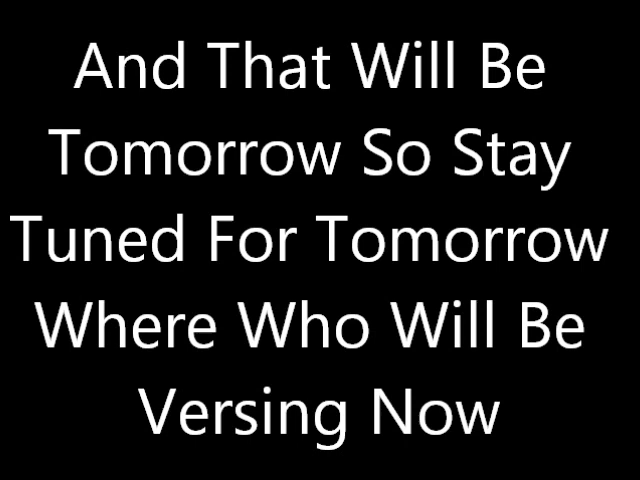 And That Will Be
Tomorrow So Stay
Tuned For Tomorrow
Where Who Will Be
Versing Now